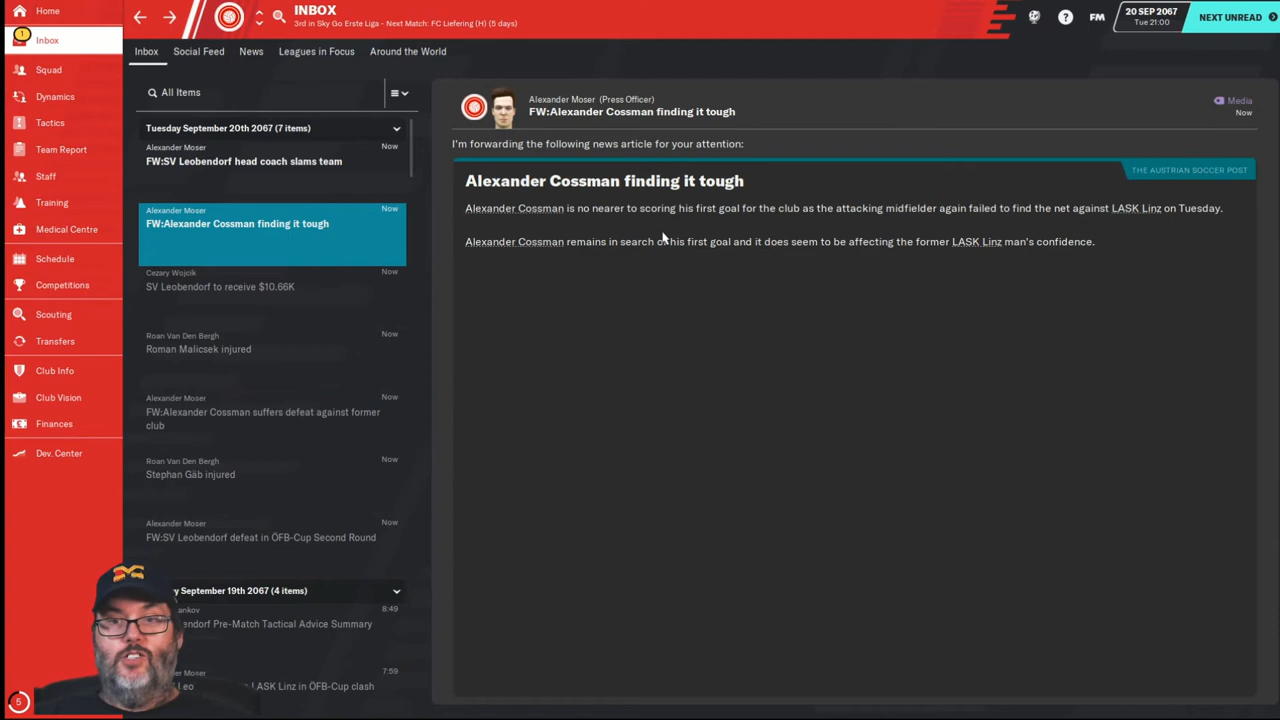 Home
INBOX
3rd in Sky Go Erste Liga - Next Match: FC Liefering (H) (5 days)
FM
20 SEP 2067
Tue 21:00
NEXT UNREAD
1
Inbox
Squad
Dynamics
Tactics
Team Report
Staff
Training
Medical Centre
Schedule
Competitions
Scouting
Transfers
Club Info
Club Vision
Finances
Dev. Center
5
Inbox
Social Feed
News
Leagues in Focus
Around the World
All Items
Tuesday September 20th 2067 (7 items)
Alexander Moser
Now
FW:SV Leobendorf head coach slams team
Alexander Moser
Now
FW:Alexander Cossman finding it tough
Cezary Wojcik
Now
SV Leobendorf to receive $10.66K
Roan Van Den Bergh
Now
Roman Malicsek injured
Alexander Moser
Now
FW:Alexander Cossman suffers defeat against former
club
Roan Van Den Bergh
Now
Stephan Gäb injured
Alexander Moser
Now
FW:SV Leobendorf defeat in ÖFB-Cup Second Round
y September 19th 2067 (4 items)
ankov
8:49
endorf Pre-Match Tactical Advice Summary
Moser
7:59
Leo
LASK Linz in ÖFB-Cup clash
Alexander Moser (Press Officer)
FW:Alexander Cossman finding it tough
Media
Now
I'm forwarding the following news article for your attention:
THE AUSTRIAN SOCCER POST
Alexander Cossman finding it tough
Alexander Cossman is no nearer to scoring his first goal for the club as the attacking midfielder again failed to find the net against LASK Linz on Tuesday.
Alexander Cossman remains in search of his first goal and it does seem to be affecting the former LASK Linz man's confidence.